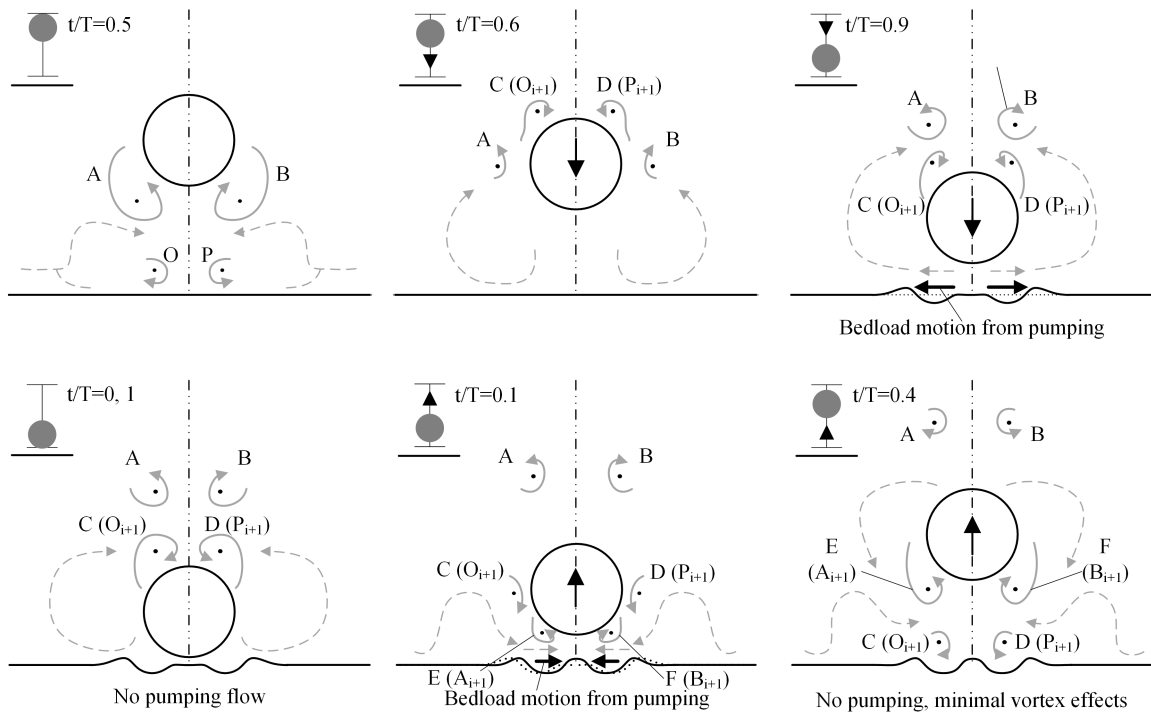 t/T=0.5
A
B
O P
t/T=0.6
C (Oᵢ₊₁) D (Pᵢ₊₁)
A
B
t/T=0.9
A
B
C (Oᵢ₊₁)
D (Pᵢ₊₁)
Bedload motion from pumping
t/T=0, 1
A
B
C (Oᵢ₊₁) D (Pᵢ₊₁)
No pumping flow
t/T=0.1
A
B
C (Oᵢ₊₁)
D (Pᵢ₊₁)
E (Aᵢ₊₁)
F (Bᵢ₊₁)
Bedload motion from pumping
t/T=0.4
A
B
E
(Aᵢ₊₁)
F
(Bᵢ₊₁)
C (Oᵢ₊₁)
D (Pᵢ₊₁)
No pumping, minimal vortex effects